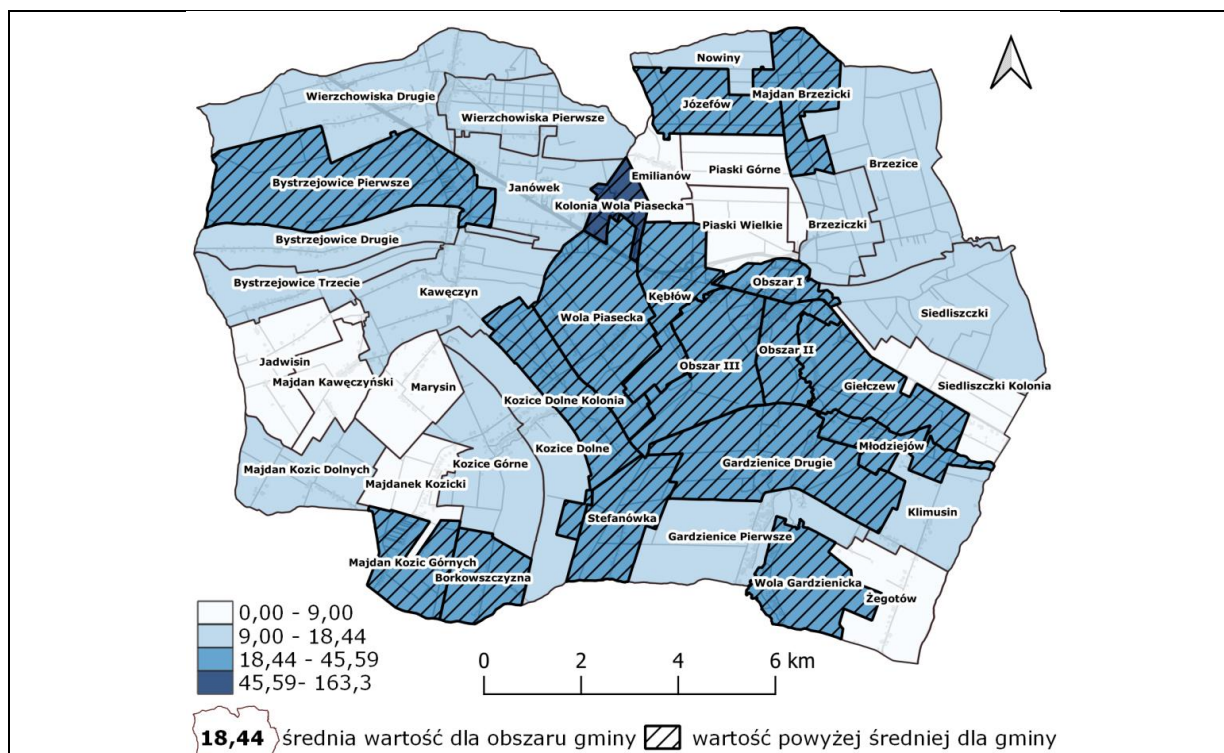 Nowiny
Wierzchowiska Drugie
Majdan Brzezicki
Józefów
Wierzchowiska Pierwsze
Brzezice
Piaski Górne
Emilianów
Bystrzejowice Pierwsze
Janówek
Kolonia Wola Piasecka
Piaski Wielkie
Brzeziczki
Bystrzejowice Drugie
Obszar I
Bystrzejowice Trzecie
Kawęczyn
Kębłów
Siedliszczki
Wola Piasecka
Obszar II
Jadwisin
Obszar III
Giełczew
Majdan Kawęczyński
Marysin
Siedliszczki Kolonia
Kozice Dolne Kolonia
Młodziejów
Kozice Dolne
Majdan Kozic Dolnych
Kozice Górne
Gardzienice Drugie
Majdanek Kozicki
Klimusin
Stefanówka
Gardzienice Pierwsze
Majdan Kozic Górnych
Borkowszczyzna
Wola Gardzienicka
Żegotów
0,00 - 9,00
9,00 - 18,44
18,44 - 45,59
45,59- 163,3
0 2 4 6 km
18,44 średnia wartość dla obszaru gminy wartość powyżej średniej dla gminy